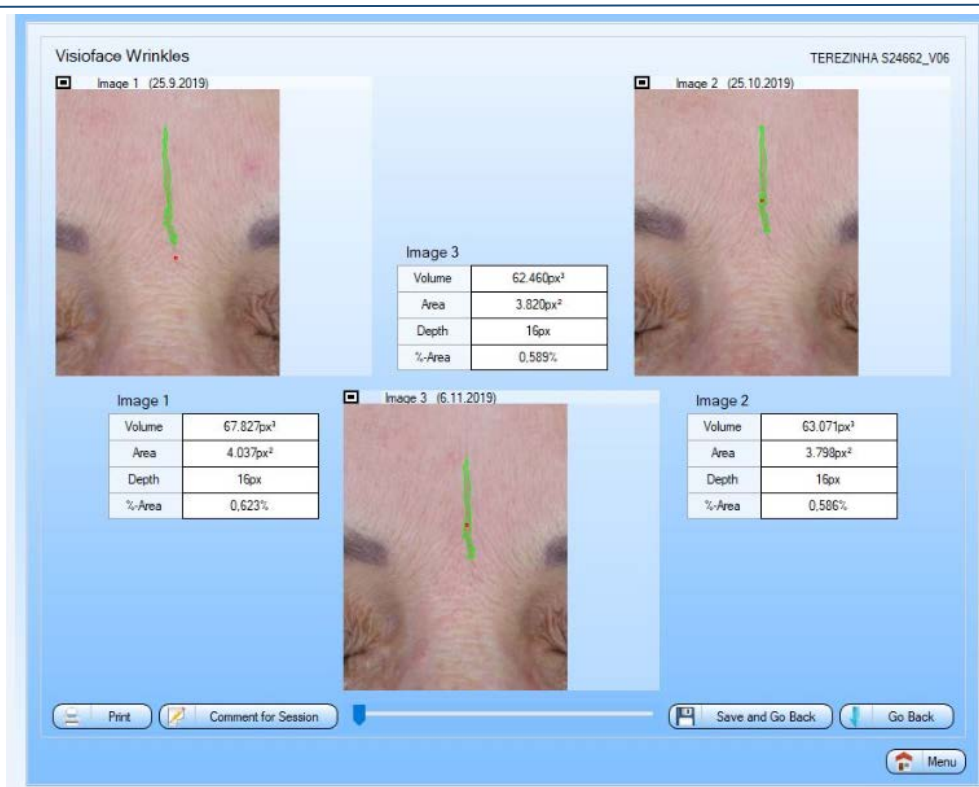 Visioface Wrinkles
TEREZINHA S24662_V06
Image 1 (25.9.2019)
Image 2 (25.10.2019)
Image 3
Volume 62.460px³
Area 3.820px²
Depth 16px
%-Area 0,589%
Image 1
Volume 67.827px³
Area 4.037px²
Depth 16px
%-Area 0,623%
Image 3 (6.11.2019)
Image 2
Volume 63.071px³
Area 3.798px²
Depth 16px
%-Area 0,586%
Print
Comment for Session
Save and Go Back
Go Back
Menu